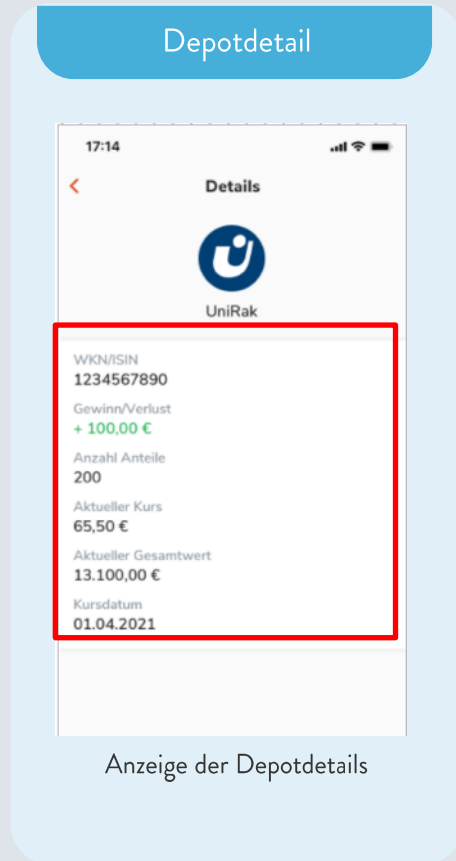 Depotdetail
17:14
Details
UniRak
WKN/ISIN
1234567890
Gewinn/Verlust
+ 100,00 €
Anzahl Anteile
200
Aktueller Kurs
65,50 €
Aktueller Gesamtwert
13.100,00 €
Kursdatum
01.04.2021
Anzeige der Depotdetails